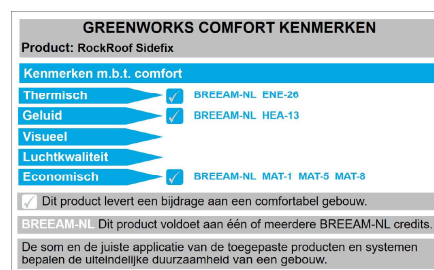 GREENWORKS COMFORT KENMERKEN
Product: RockRoof Sidefix
Kenmerken m.b.t. comfort
Thermisch BREEAM-NL ENE-26
Geluid BREEAM-NL HEA-13
Visueel
Luchtkwaliteit
Economisch BREEAM-NL MAT-1 MAT-5 MAT-8
Dit product levert een bijdrage aan een comfortabel gebouw.
BREEAM-NL Dit product voldoet aan één of meerdere BREEAM-NL credits.
De som en de juiste applicatie van de toegepaste producten en systemen
bepalen de uiteindelijke duurzaamheid van een gebouw.